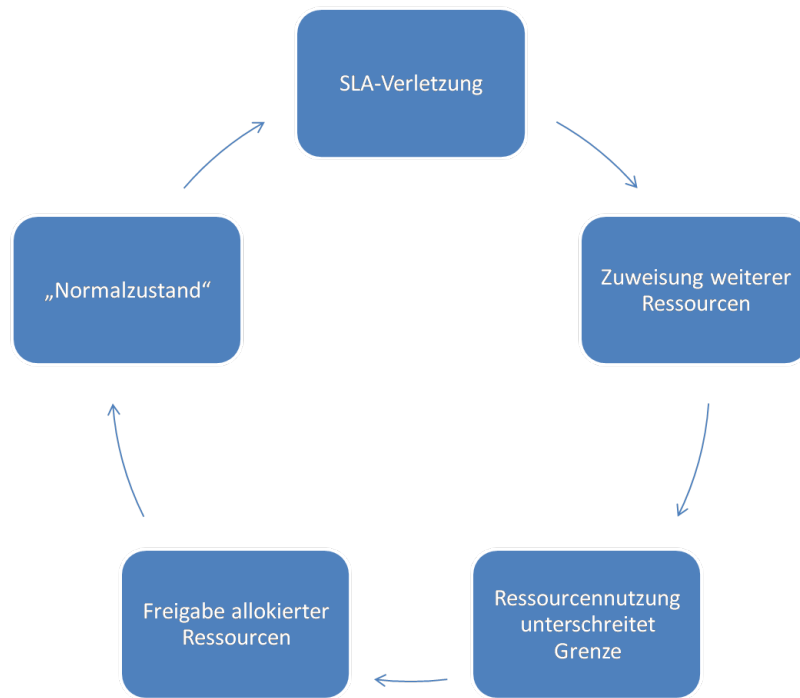 SLA-Verletzung
Zuweisung weiterer
Ressourcen
Ressourcennutzung
unterschreitet
Grenze
Freigabe allokierter
Ressourcen
„Normalzustand“